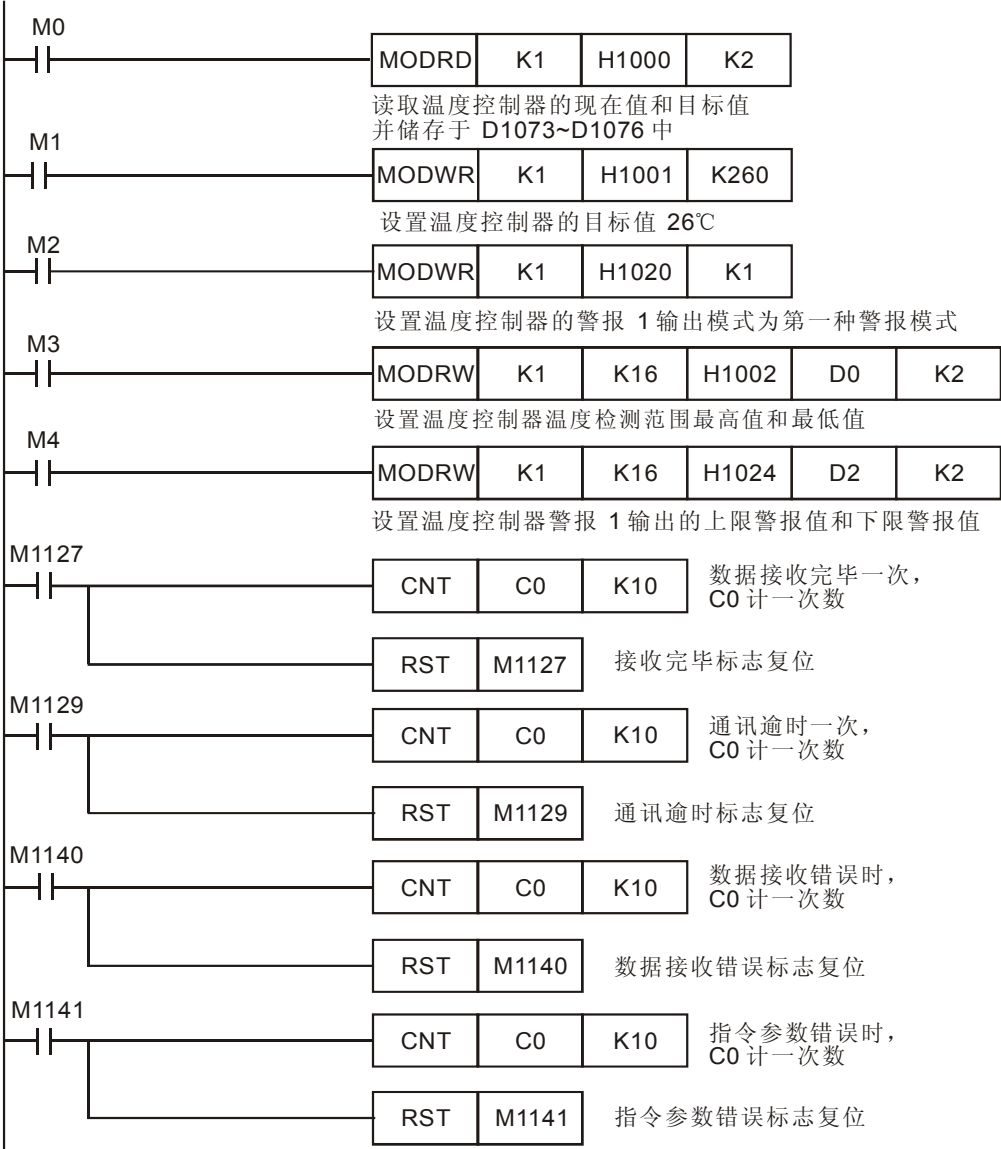 M0
MODRD K1 H1000 K2
读取温度控制器的现在值和目标值
并储存于 D1073~D1076 中
M1
MODWR K1 H1001 K260
设置温度控制器的目标值 26℃
M2
MODWR K1 H1020 K1
设置温度控制器的警报 1 输出模式为第一种警报模式
M3
MODRW K1 K16 H1002 D0 K2
设置温度控制器温度检测范围最高值和最低值
M4
MODRW K1 K16 H1024 D2 K2
设置温度控制器警报 1 输出的上限警报值和下限警报值
M1127
CNT C0 K10
数据接收完毕一次，
C0 计一次数
RST M1127
接收完毕标志复位
M1129
CNT C0 K10
通讯逾时一次，
C0 计一次数
RST M1129
通讯逾时标志复位
M1140
CNT C0 K10
数据接收错误时，
C0 计一次数
RST M1140
数据接收错误标志复位
M1141
CNT C0 K10
指令参数错误时，
C0 计一次数
RST M1141
指令参数错误标志复位